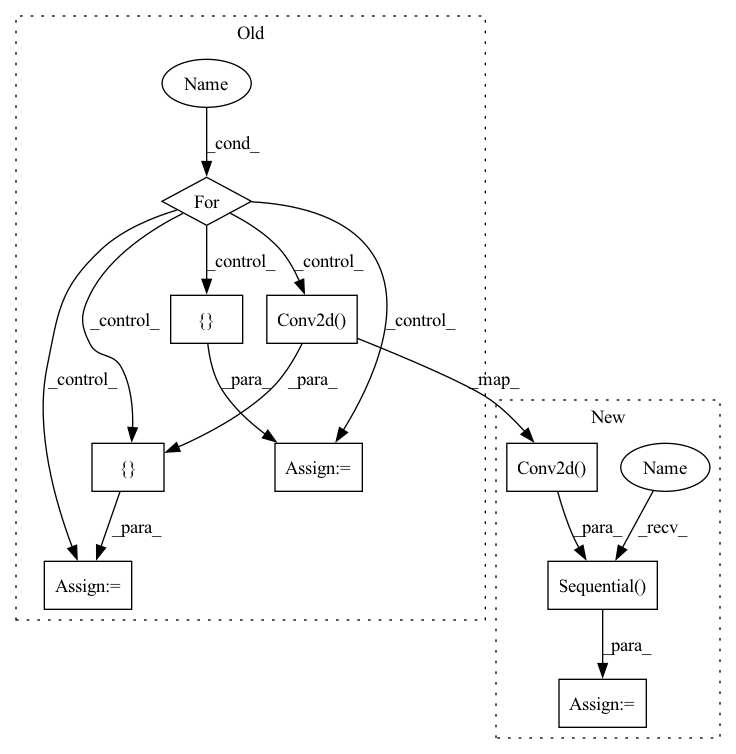 Old
Name
_cond_
For
_control_
_control_
_control_
_control_
_control_
{}
Conv2d()
_para_
_para_
_map_
New
{}
Assign:=
Conv2d()
Name
_para_
_para_
_recv_
Assign:=
Sequential()
_para_
Assign:=